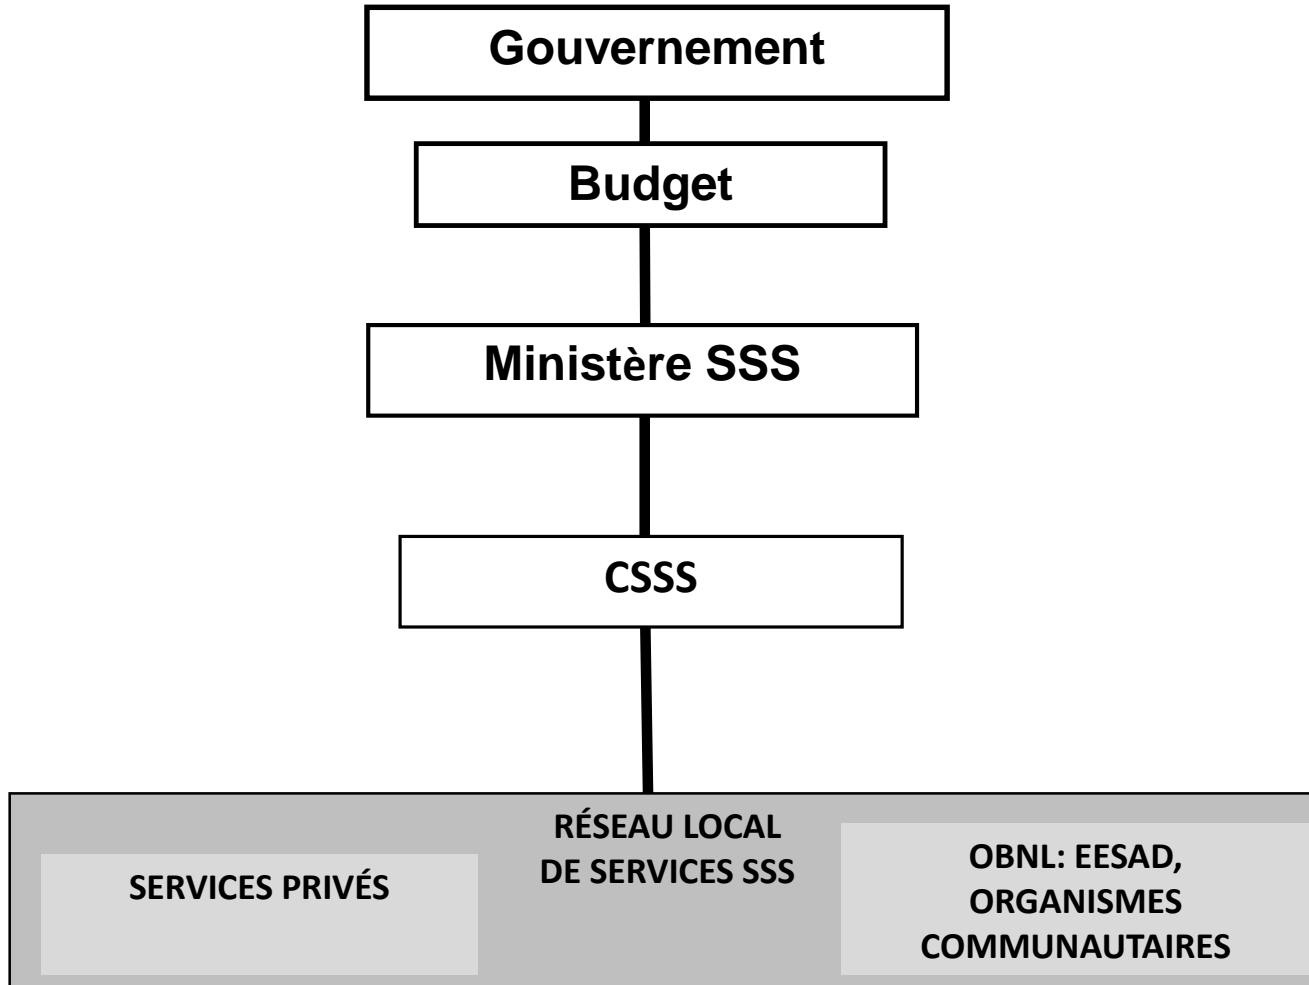 Gouvernement
Budget
Ministère SSS
CSSS
RÉSEAU LOCAL
DE SERVICES SSS
SERVICES PRIVÉS
OBNL: EESAD,
ORGANISMES
COMMUNAUTAIRES